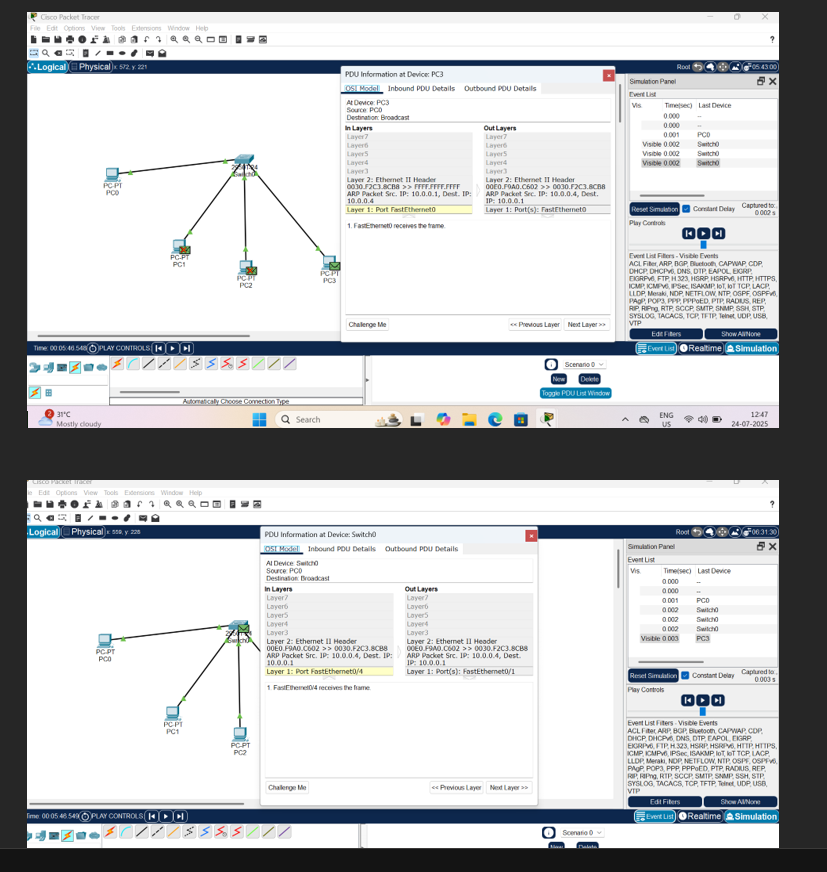 Cisco Packet Tracer
File Edit Options View Tools Extensions Window Help
?
Logical Physical x: 572, y: 221
Root 05:43:00
PDU Information at Device: PC3
OSI Model Inbound PDU Details Outbound PDU Details
At Device: PC3
Source: PC0
Destination: Broadcast
In Layers Out Layers
Layer7 Layer7
Layer6 Layer6
Layer5 Layer5
Layer4 Layer4
Layer3 Layer3
Layer 2: Ethernet II Header
0030.F2C3.8CB8 >> FFFF.FFFF.FFFF
ARP Packet Src. IP: 10.0.0.1, Dest. IP:
10.0.0.4
Layer 2: Ethernet II Header
00E0.F9A0.C602 >> 0030.F2C3.8CB8
ARP Packet Src. IP: 10.0.0.4, Dest.
IP: 10.0.0.1
Layer 1: Port FastEthernet0 Layer 1: Port(s): FastEthernet0
1. FastEthernet0 receives the frame.
Challenge Me << Previous Layer Next Layer >>
PC-PT
PC0
Switch0
PC-PT
PC1
PC-PT
PC2
PC-PT
PC3
Simulation Panel
Event List
Vis. Time(sec) Last Device
0.000 --
0.000 --
0.001 PC0
Visible 0.002 Switch0
Visible 0.002 Switch0
Visible 0.002 Switch0
Reset Simulation Constant Delay Captured to:
0.002 s
Play Controls
Event List Filters - Visible Events
ACL Filter, ARP, BGP, Bluetooth, CAPWAP, CDP,
DHCP, DHCPv6, DNS, DTP, EAPOL, EIGRP,
EIGRPv6, FTP, H.323, HSRP, HSRPv6, HTTP, HTTPS,
ICMP, ICMPv6, IPSec, ISAKMP, IoT, IoT TCP, LACP,
LLDP, Meraki, NDP, NETFLOW, NTP, OSPF, OSPFv6,
PAgP, POP3, PPP, PPPoED, PTP, RADIUS, REP,
RIP, RIPng, RTP, SCCP, SMTP, SNMP, SSH, STP,
SYSLOG, TACACS, TCP, TFTP, Telnet, UDP, USB,
VTP
Edit Filters Show All/None
Time: 00:05:46.548 PLAY CONTROLS:
Event List Realtime Simulation
Scenario 0
New Delete
Toggle PDU List Window
Automatically Choose Connection Type
2 31°C
Mostly cloudy
Search
ENG
US
12:47
24-07-2025
Cisco Packet Tracer
Edit Options View Tools Extensions Window Help
?
Logical Physical x: 559, y: 226
Root 06:31:30
PDU Information at Device: Switch0
OSI Model Inbound PDU Details Outbound PDU Details
At Device: Switch0
Source: PC0
Destination: Broadcast
In Layers Out Layers
Layer7 Layer7
Layer6 Layer6
Layer5 Layer5
Layer4 Layer4
Layer3 Layer3
Layer 2: Ethernet II Header
00E0.F9A0.C602 >> 0030.F2C3.8CB8
ARP Packet Src. IP: 10.0.0.4, Dest. IP:
10.0.0.1
Layer 2: Ethernet II Header
00E0.F9A0.C602 >> 0030.F2C3.8CB8
ARP Packet Src. IP: 10.0.0.4, Dest.
IP: 10.0.0.1
Layer 1: Port FastEthernet0/4 Layer 1: Port(s): FastEthernet0/1
1. FastEthernet0/4 receives the frame.
Challenge Me << Previous Layer Next Layer >>
PC-PT
PC0
Switch0
PC-PT
PC1
PC-PT
PC2
Simulation Panel
Event List
Vis. Time(sec) Last Device
0.000 --
0.000 --
0.001 PC0
0.002 Switch0
0.002 Switch0
0.002 Switch0
Visible 0.003 PC3
Reset Simulation Constant Delay Captured to:
0.003 s
Play Controls
Event List Filters - Visible Events
ACL Filter, ARP, BGP, Bluetooth, CAPWAP, CDP,
DHCP, DHCPv6, DNS, DTP, EAPOL, EIGRP,
EIGRPv6, FTP, H.323, HSRP, HSRPv6, HTTP, HTTPS,
ICMP, ICMPv6, IPSec, ISAKMP, IoT, IoT TCP, LACP,
LLDP, Meraki, NDP, NETFLOW, NTP, OSPF, OSPFv6,
PAgP, POP3, PPP, PPPoED, PTP, RADIUS, REP,
RIP, RIPng, RTP, SCCP, SMTP, SNMP, SSH, STP,
SYSLOG, TACACS, TCP, TFTP, Telnet, UDP, USB,
VTP
Edit Filters Show All/None
Time: 00:05:46.549 PLAY CONTROLS:
Event List Realtime Simulation
Scenario 0
New Delete